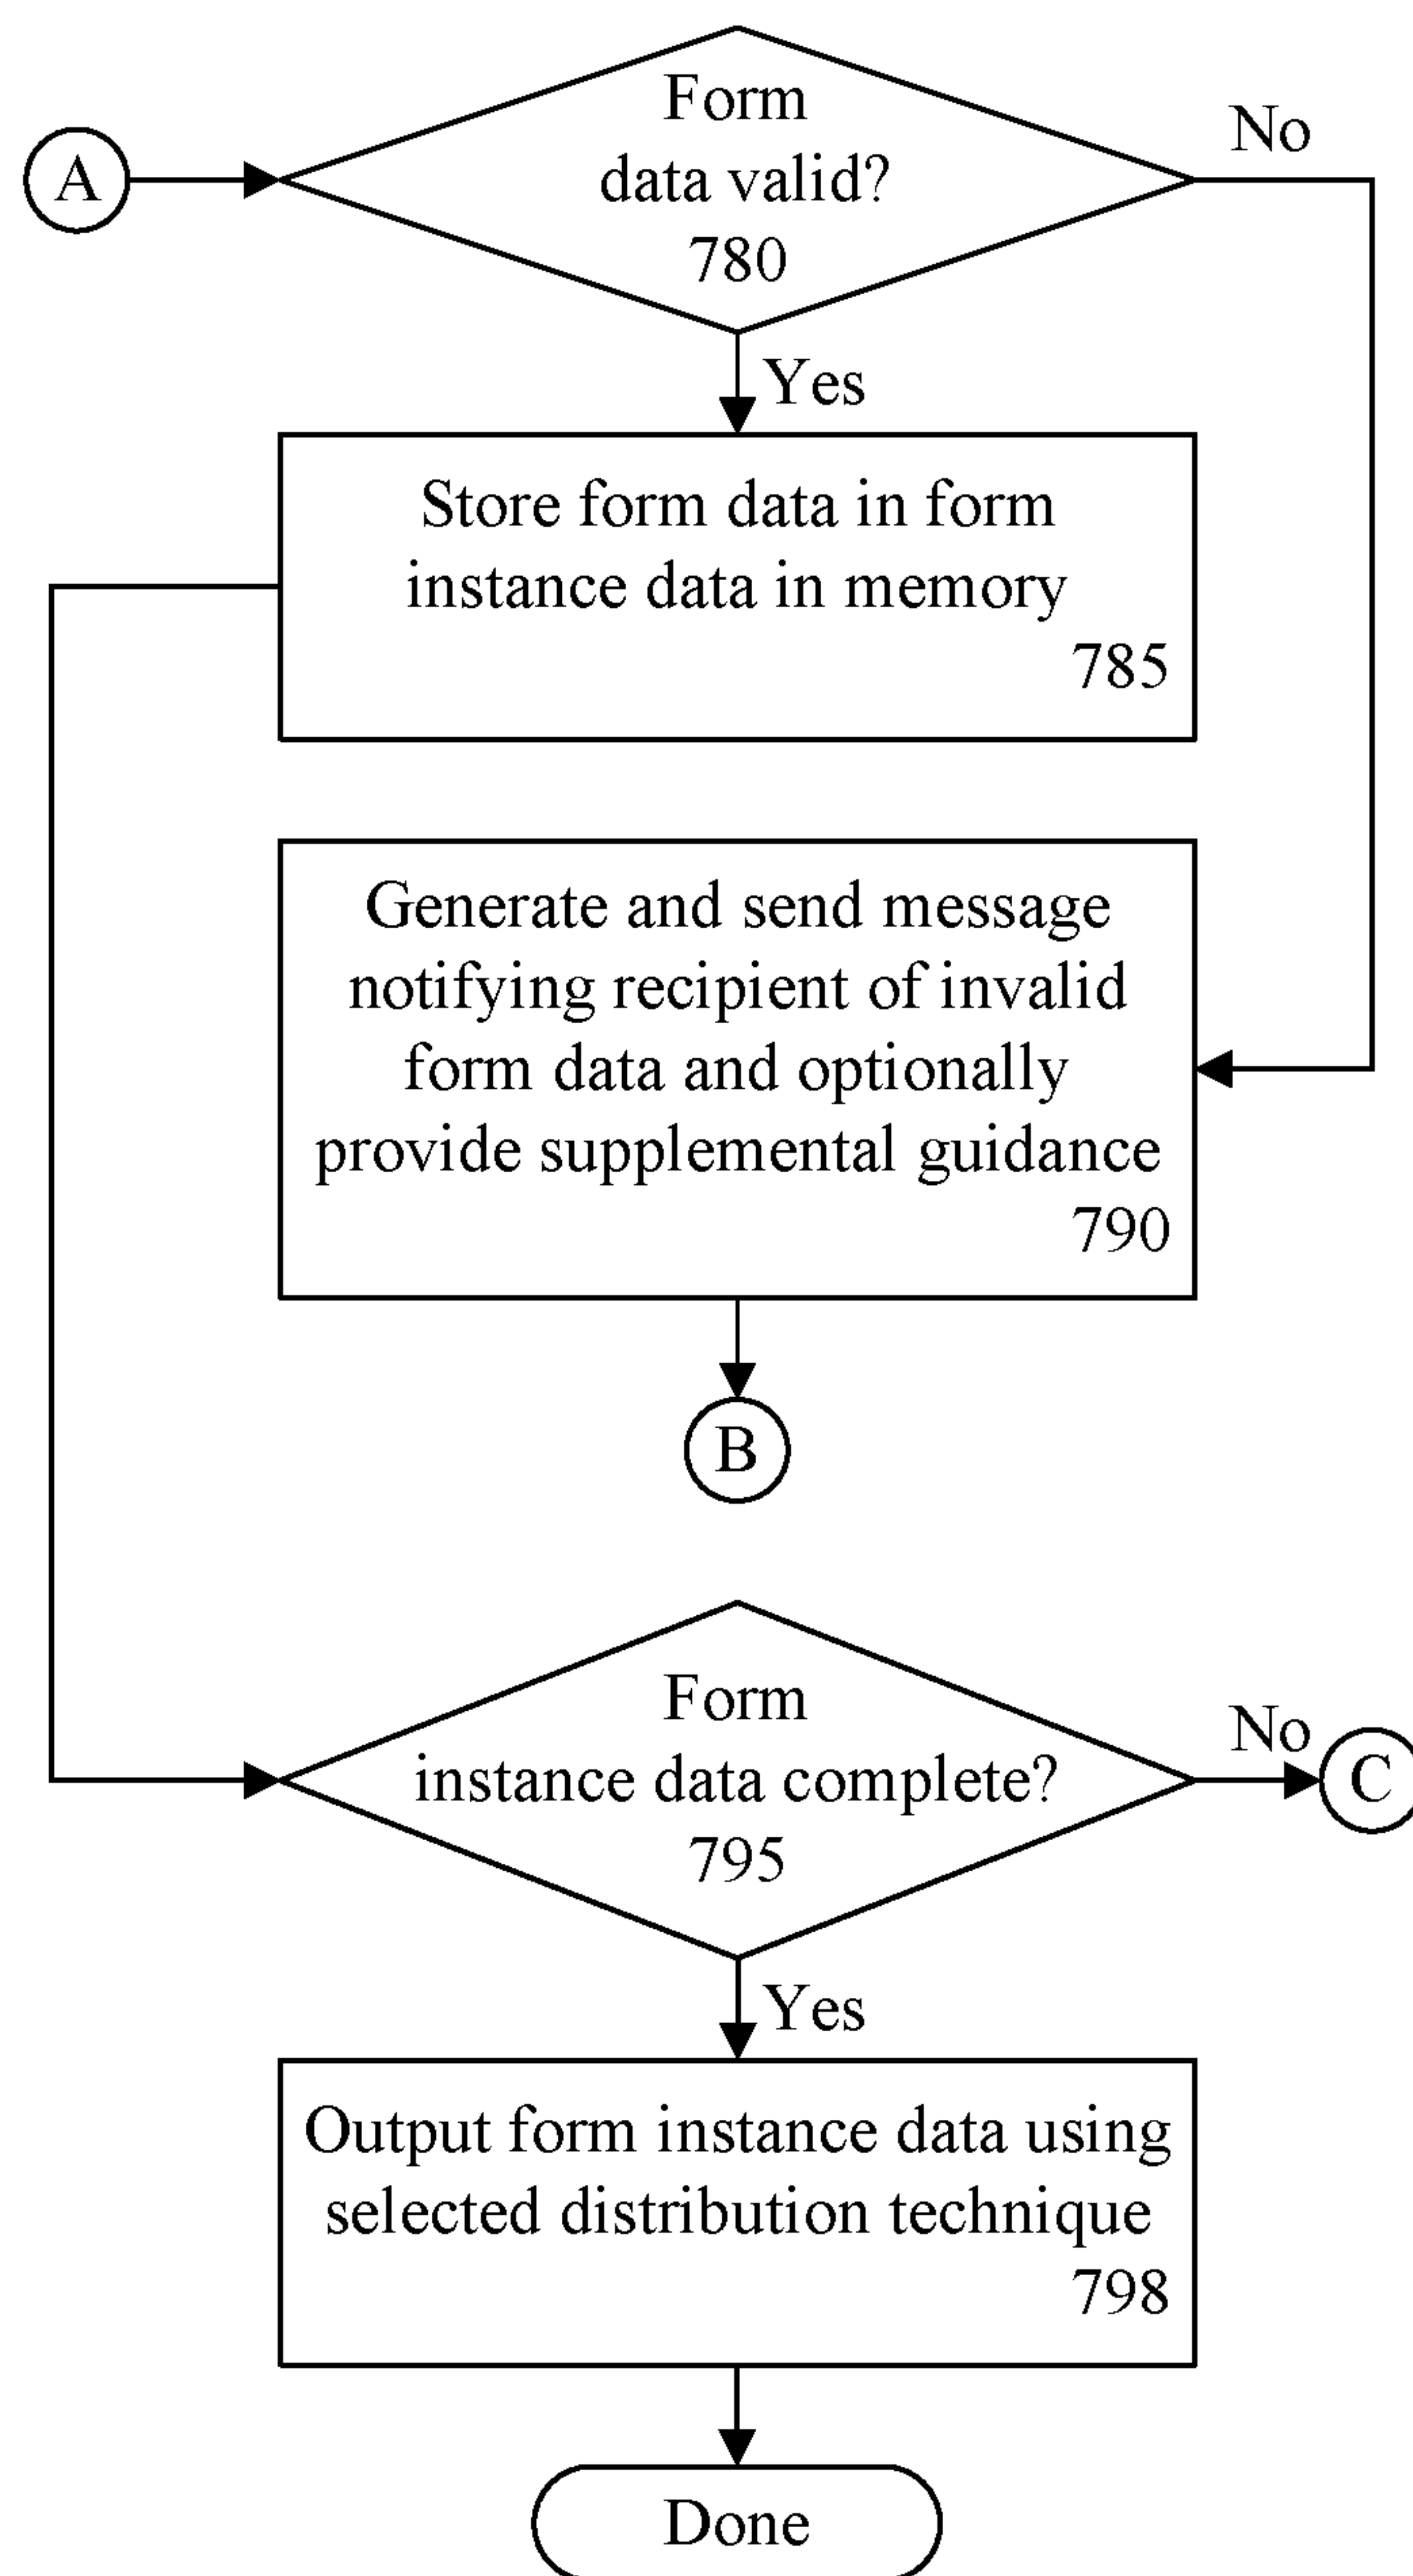 Form
data valid?
780
No
A
Yes
Store form data in form
instance data in memory
785
Generate and send message
notifying recipient of invalid
form data and optionally
provide supplemental guidance
790
B
Form
instance data complete?
795
No
C
Yes
Output form instance data using
selected distribution technique
798
Done